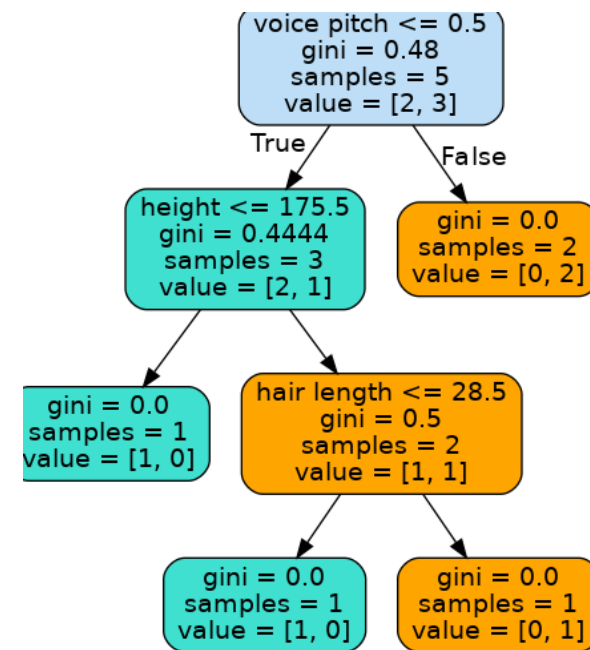 voice pitch <= 0.5
gini = 0.48
samples = 5
value = [2, 3]
True
False
height <= 175.5
gini = 0.4444
samples = 3
value = [2, 1]
gini = 0.0
samples = 2
value = [0, 2]
gini = 0.0
samples = 1
value = [1, 0]
hair length <= 28.5
gini = 0.5
samples = 2
value = [1, 1]
gini = 0.0
samples = 1
value = [1, 0]
gini = 0.0
samples = 1
value = [0, 1]